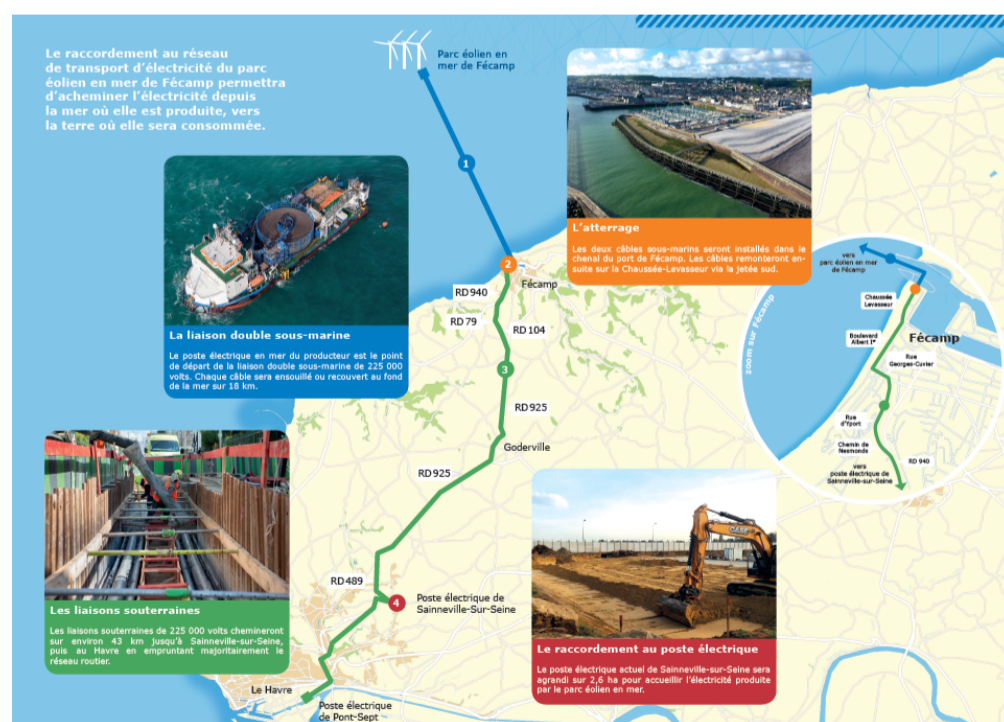 Le raccordement au réseau
de transport d’électricité du parc
éolien en mer de Fécamp permettra
d’acheminer l’électricité depuis
la mer où elle est produite, vers
la terre où elle sera consommée.
Parc éolien en
mer de Fécamp
1
La liaison double sous-marine
Le poste électrique en mer du producteur est le point
de départ de la liaison double sous-marine de 225 000
volts. Chaque câble sera ensouillé ou recouvert au fond
de la mer sur 18 km.
L’atterrage
Les deux câbles sous-marins seront installés dans le
chenal du port de Fécamp. Les câbles remonteront en-
suite sur la Chaussée-Levasseur via la jetée sud.
2
Fécamp
RD 940
RD 79
RD 104
3
RD 925
Goderville
RD 925
RD 489
4
Poste électrique de
Sainneville-Sur-Seine
Le Havre
Poste électrique
de Pont-Sept
zoom sur Fécamp
vers
parc éolien en mer
de Fécamp
Chaussée
Levasseur
Boulevard
Albert Iᵉʳ
Fécamp
Rue
Georges-Cuvier
Rue
d’Yport
Chemin de
Nesmonds
RD 940
vers
poste électrique de
Sainneville-sur-Seine
Les liaisons souterraines
Les liaisons souterraines de 225 000 volts chemineront
sur environ 43 km jusqu’à Sainneville-sur-Seine,
puis au Havre en empruntant majoritairement le
réseau routier.
Le raccordement au poste électrique
Le poste électrique actuel de Sainneville-sur-Seine sera
agrandi sur 2,6 ha pour accueillir l’électricité produite
par le parc éolien en mer.